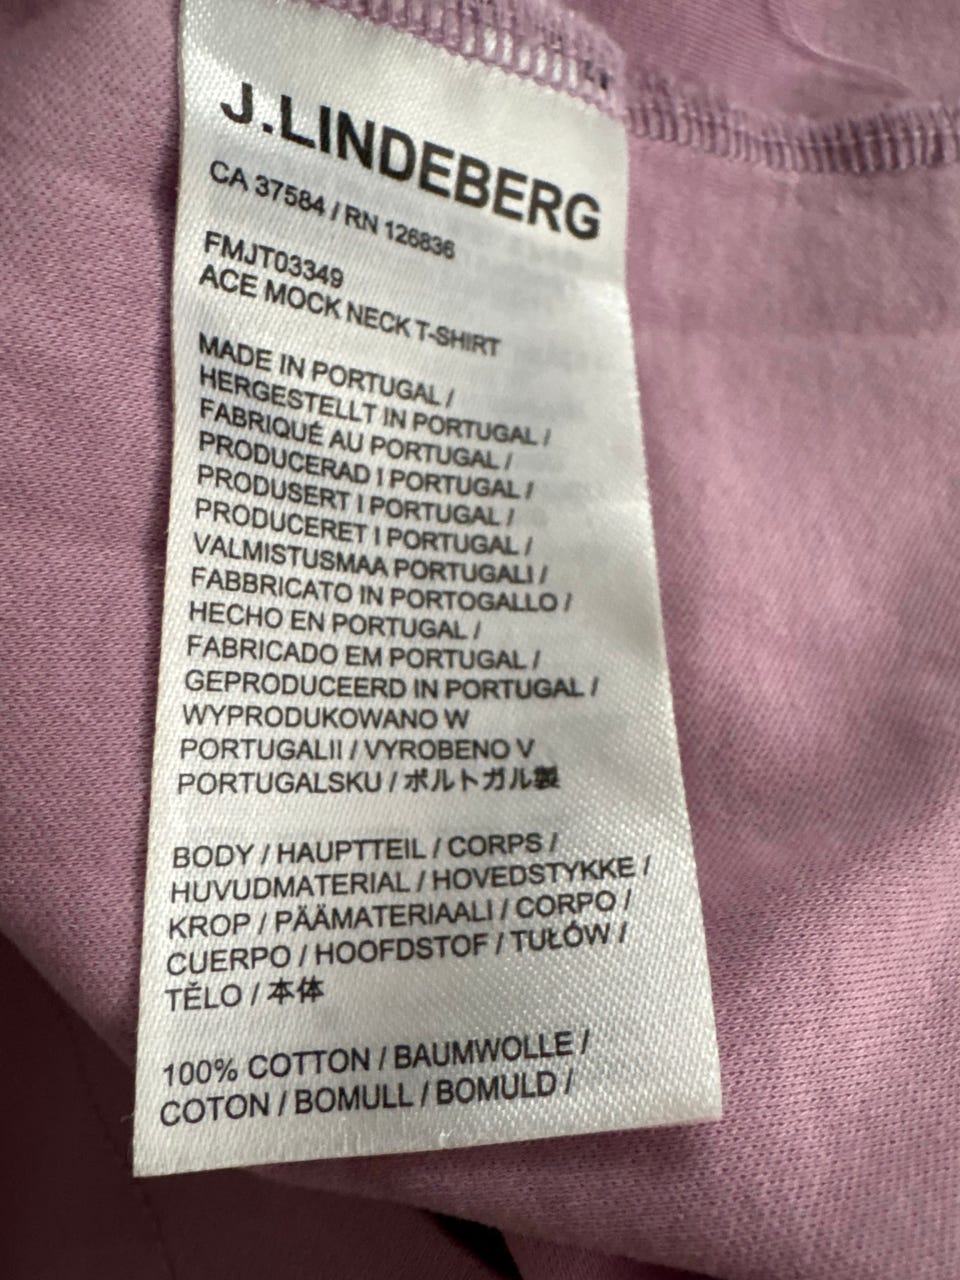 J.LINDEBERG
CA 37584 / RN 126836
FMJT03349
ACE MOCK NECK T-SHIRT
MADE IN PORTUGAL /
HERGESTELLT IN PORTUGAL /
FABRIQUÉ AU PORTUGAL /
PRODUCERAD I PORTUGAL /
PRODUSERT I PORTUGAL /
PRODUCERET I PORTUGAL /
VALMISTUSMAA PORTUGALI /
FABBRICATO IN PORTOGALLO /
HECHO EN PORTUGAL /
FABRICADO EM PORTUGAL /
GEPRODUCEERD IN PORTUGAL /
WYPRODUKOWANO W
PORTUGALII / VYROBENO V
PORTUGALSKU / ポルトガル製
BODY / HAUPTTEIL / CORPS /
HUVUDMATERIAL / HOVEDSTYKKE /
KROP / PÄÄMATERIAALI / CORPO /
CUERPO / HOOFDSTOF / TUŁÓW /
TĚLO / 本体
100% COTTON / BAUMWOLLE /
COTON / BOMULL / BOMULD /